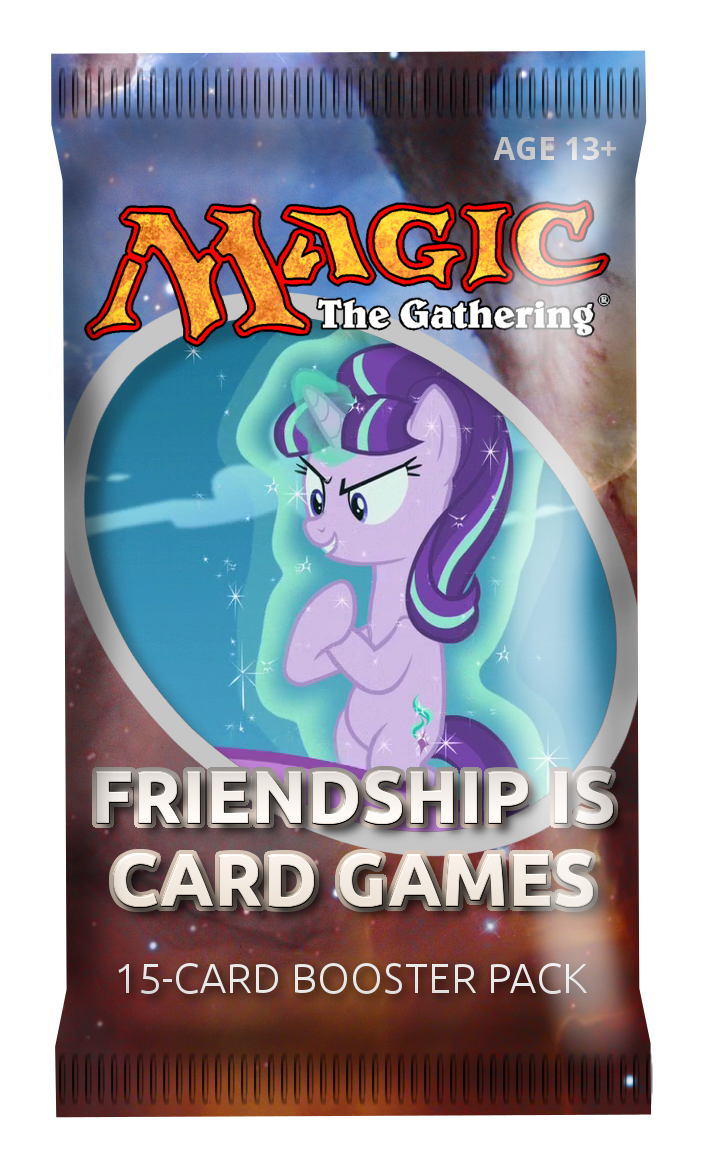 AGE 13+
MAGIC
The Gathering®
FRIENDSHIP IS
CARD GAMES
15-CARD BOOSTER PACK